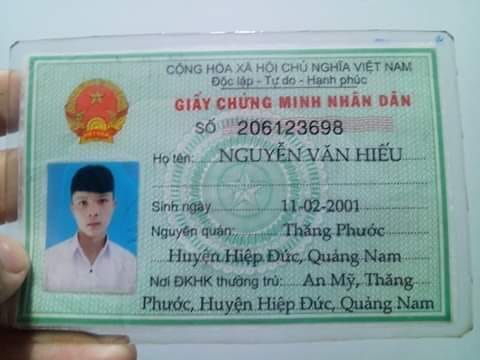 CỘNG HÒA XÃ HỘI CHỦ NGHĨA VIỆT NAM
Độc lập - Tự do - Hạnh phúc
GIẤY CHỨNG MINH NHÂN DÂN
SỐ 206123698
Họ tên: NGUYỄN VĂN HIẾU
Sinh ngày 11-02-2001
Nguyên quán: Thăng Phước
Huyện Hiệp Đức, Quảng Nam
Nơi ĐKHK thường trú: An Mỹ, Thăng
Phước, Huyện Hiệp Đức, Quảng Nam